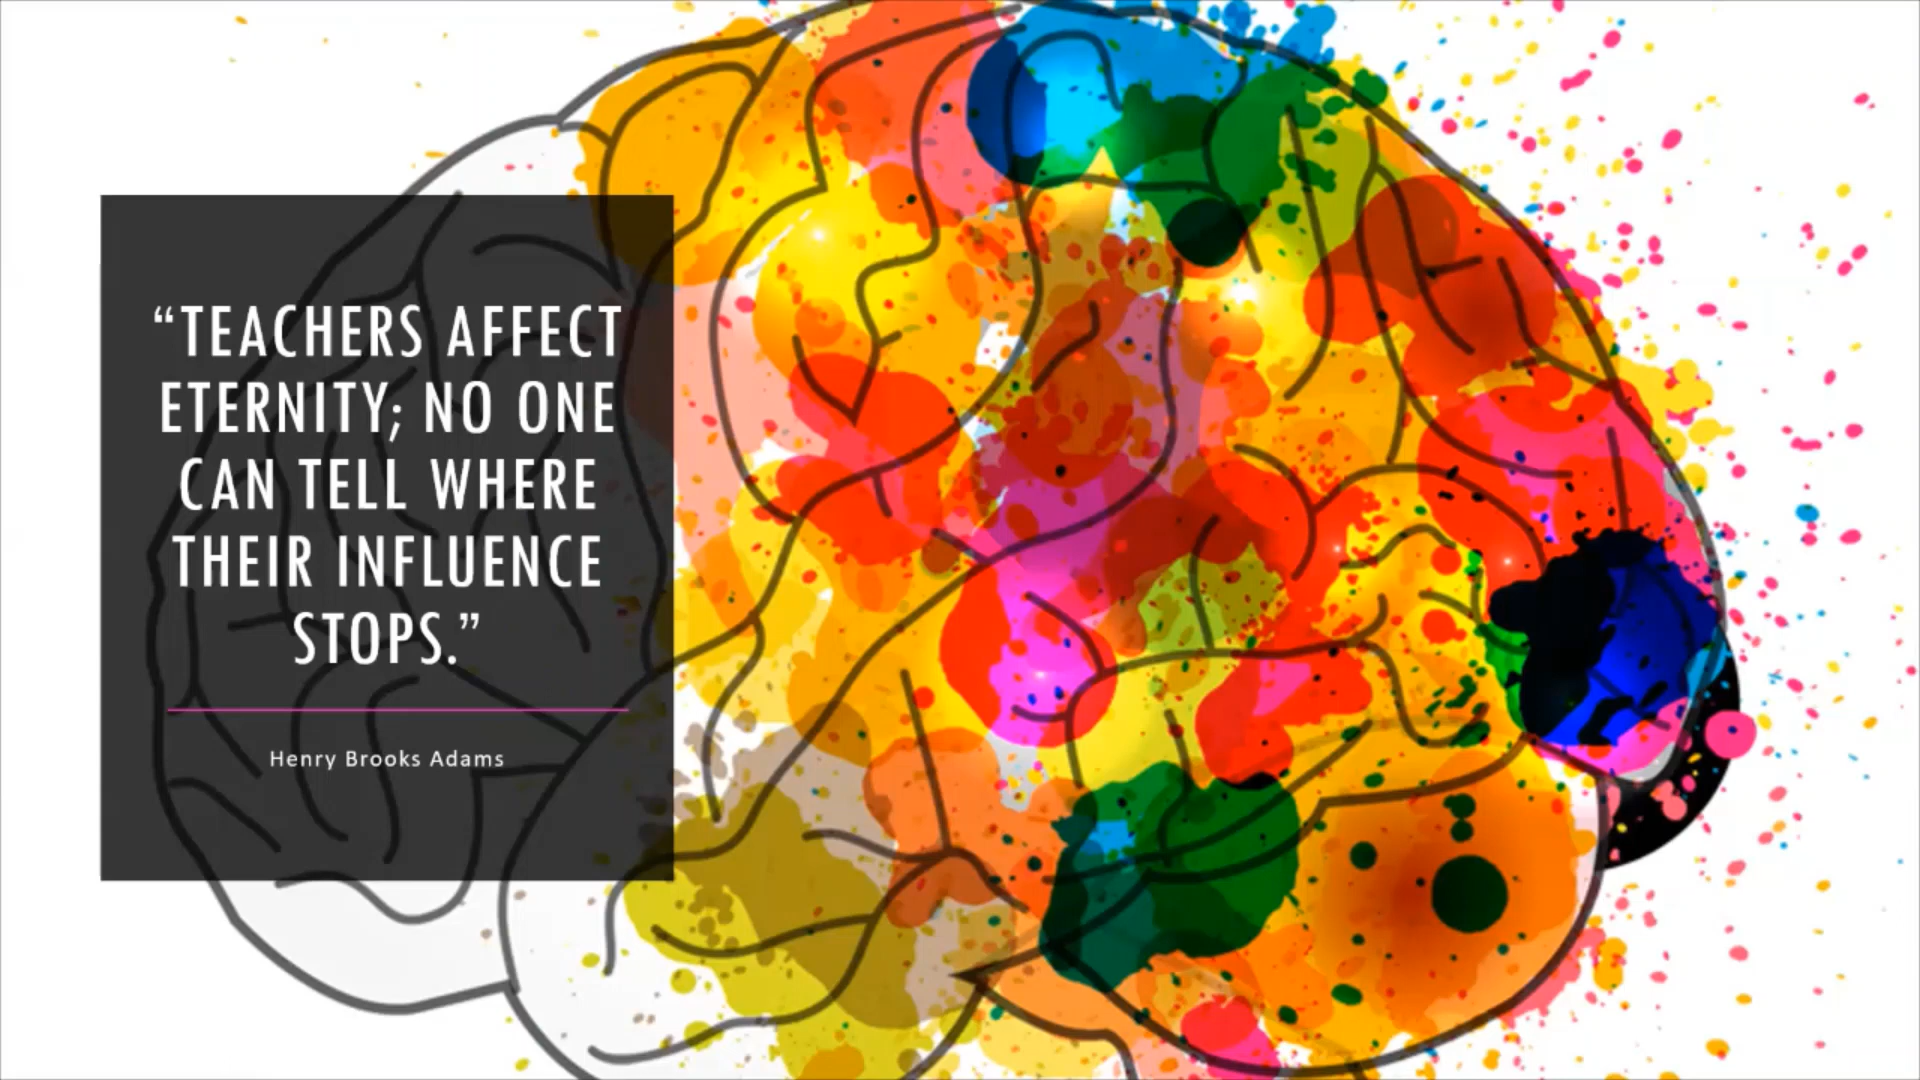 “TEACHERS AFFECT
ETERNITY; NO ONE
CAN TELL WHERE
THEIR INFLUENCE
STOPS.”
Henry Brooks Adams